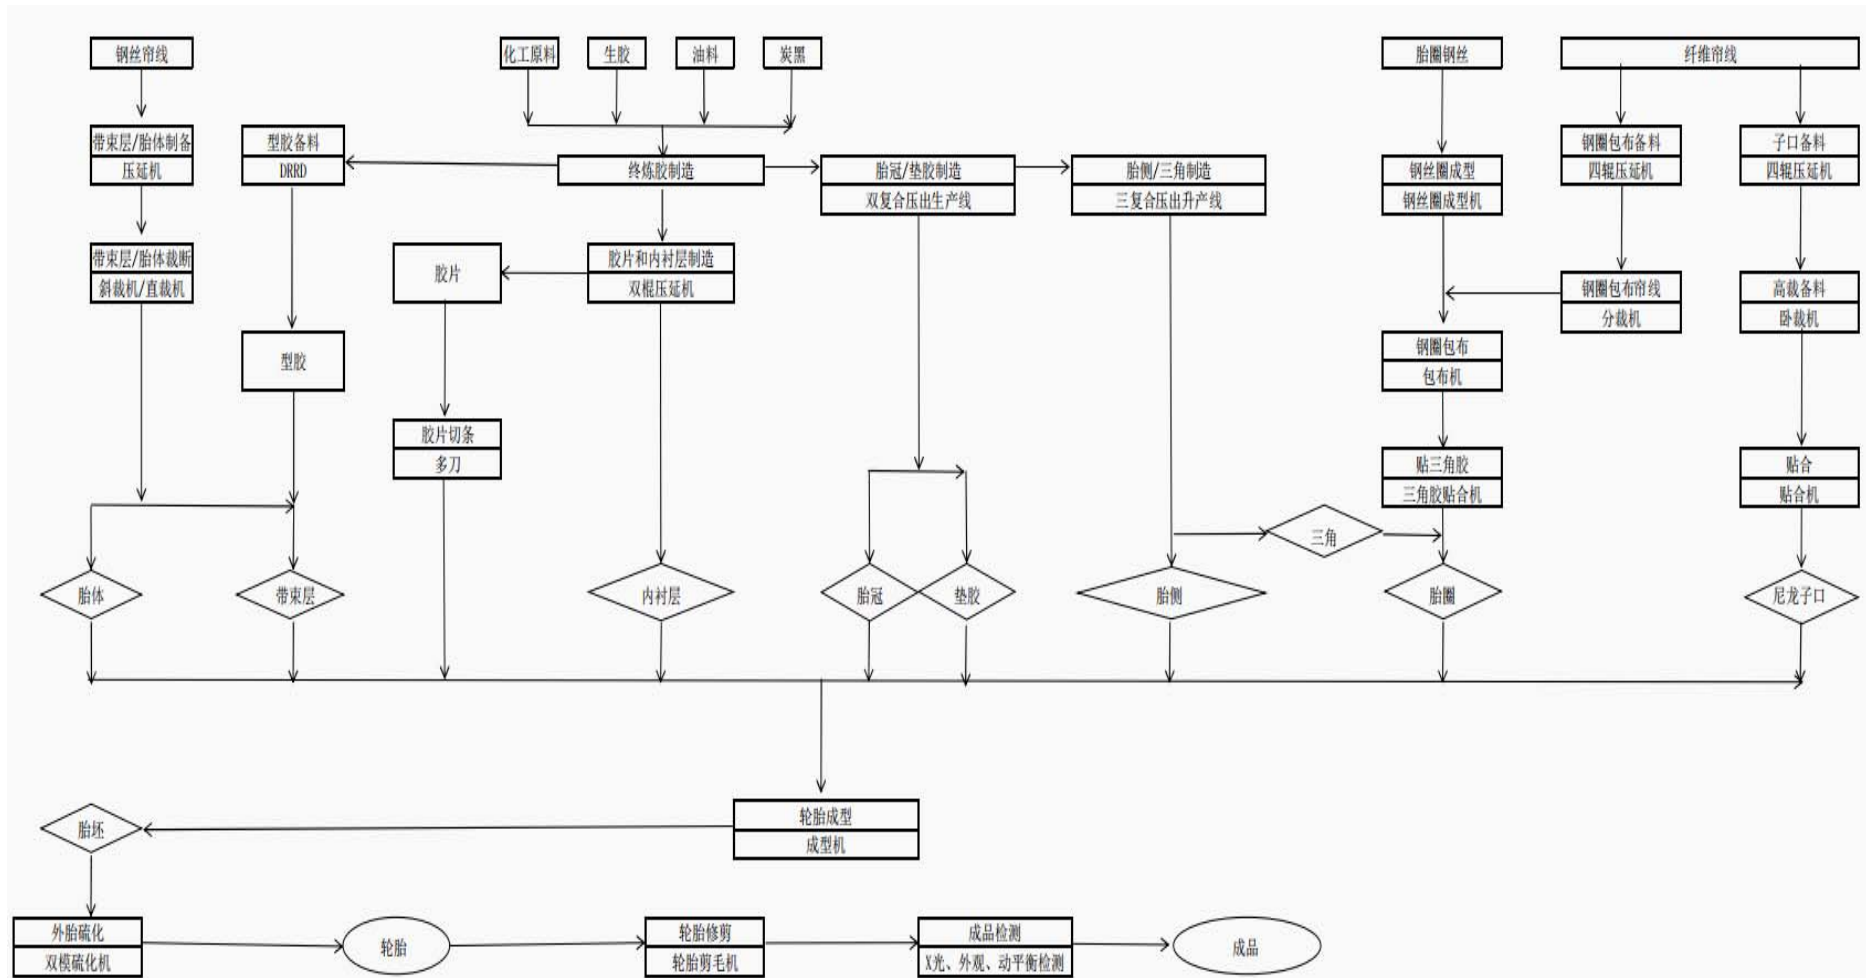 钢丝帘线
化工原料
生胶
油料
炭黑
胎圈钢丝
纤维帘线
带束层/胎体制备
压延机
型胶备料
DRRD
终炼胶制造
胎冠/垫胶制造
双复合压出生产线
胎侧/三角制造
三复合压出升产线
钢丝圈成型
钢丝圈成型机
钢圈包布备料
四辊压延机
子口备料
四辊压延机
带束层/胎体裁断
斜裁机/直裁机
胶片
胶片和内衬层制造
双棍压延机
钢圈包布帘线
分裁机
高裁备料
卧裁机
型胶
钢圈包布
包布机
胶片切条
多刀
贴三角胶
三角胶贴合机
贴合
贴合机
三角
胎体
带束层
内衬层
胎冠
垫胶
胎侧
胎圈
尼龙子口
轮胎成型
成型机
胎坯
外胎硫化
双模硫化机
轮胎
轮胎修剪
轮胎剪毛机
成品检测
X光、外观、动平衡检测
成品